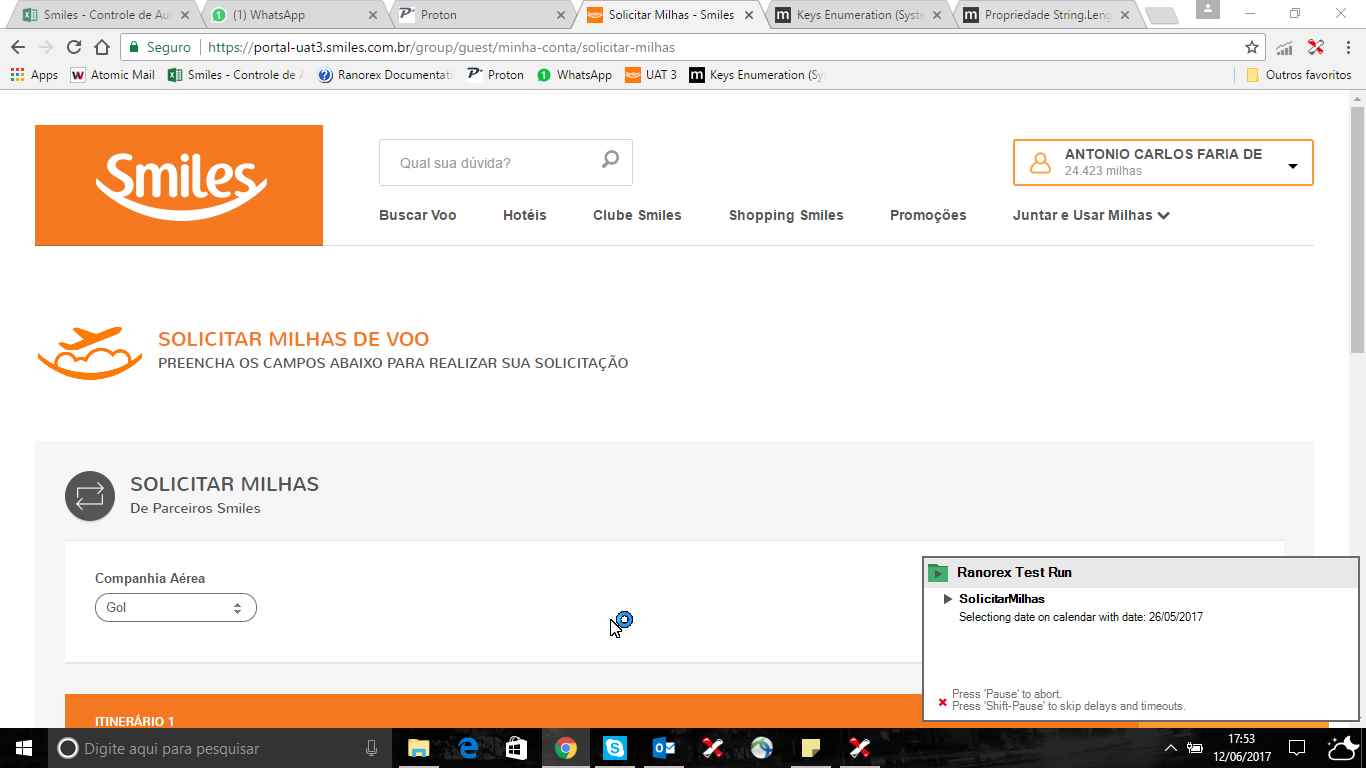 Smiles - Controle de Au
(1) WhatsApp
Proton
Solicitar Milhas - Smiles
Keys Enumeration (Syste
Propriedade String.Leng
Seguro
https://portal-uat3.smiles.com.br/group/guest/minha-conta/solicitar-milhas
Apps
Atomic Mail
Smiles - Controle de A
Ranorex Documentati
Proton
WhatsApp
UAT 3
Keys Enumeration (Sy
Outros favoritos
Smiles
Qual sua dúvida?
ANTONIO CARLOS FARIA DE
24.423 milhas
Buscar Voo
Hotéis
Clube Smiles
Shopping Smiles
Promoções
Juntar e Usar Milhas
SOLICITAR MILHAS DE VOO
PREENCHA OS CAMPOS ABAIXO PARA REALIZAR SUA SOLICITAÇÃO
SOLICITAR MILHAS
De Parceiros Smiles
Companhia Aérea
Gol
ITINERÁRIO 1
Ranorex Test Run
SolicitarMilhas
Selectiong date on calendar with date: 26/05/2017
Press 'Pause' to abort.
Press 'Shift-Pause' to skip delays and timeouts.
Digite aqui para pesquisar
17:53
12/06/2017